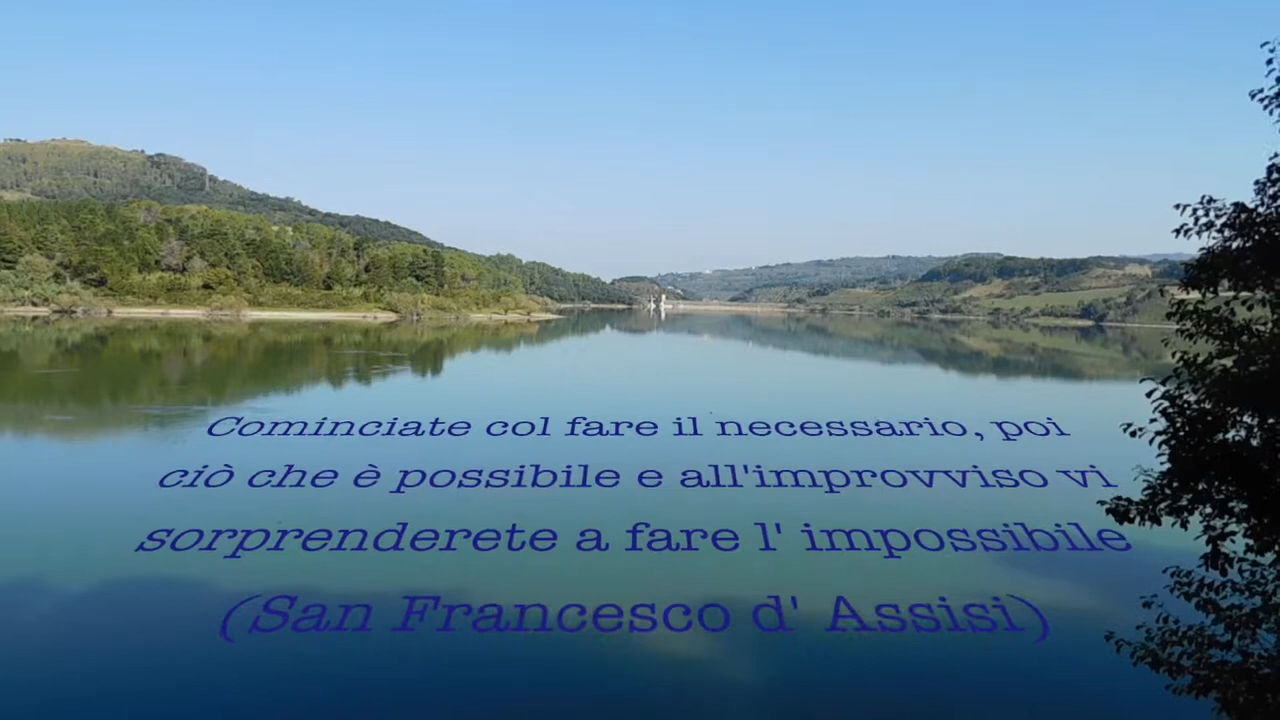 Cominciate col fare il necessario, poi
ciò che è possibile e all'improvviso vi
sorprenderete a fare l' impossibile
(San Francesco d' Assisi)